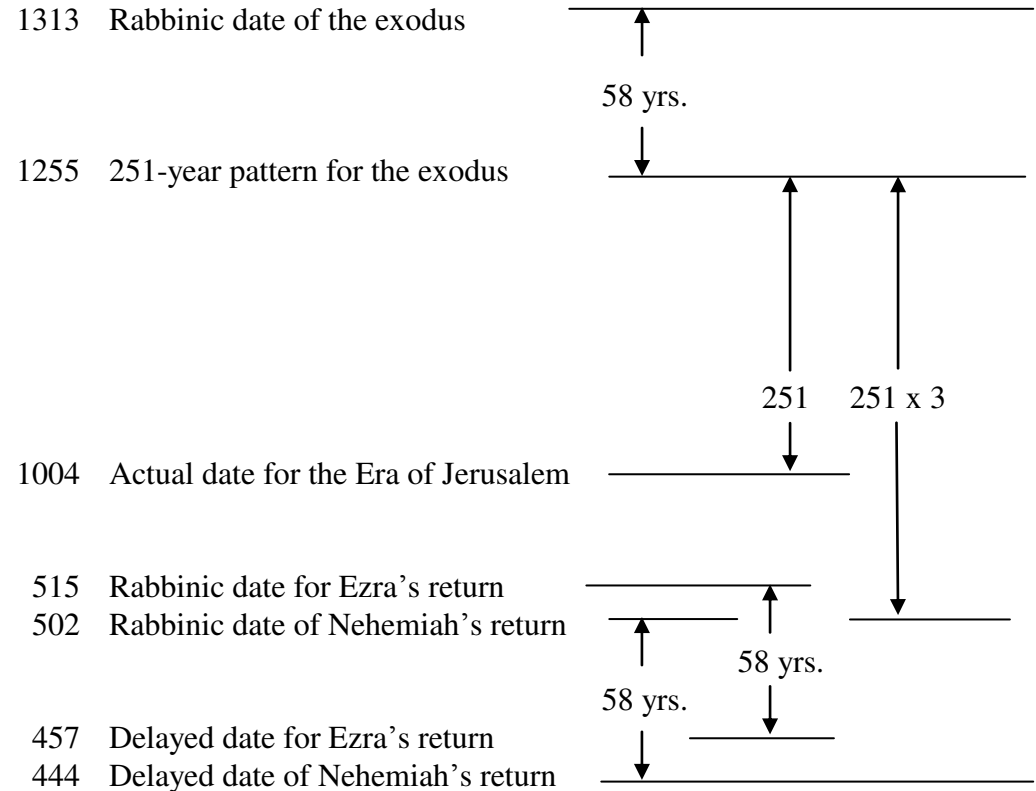 1313 Rabbinic date of the exodus
58 yrs.
1255 251-year pattern for the exodus
251 251 x 3
1004 Actual date for the Era of Jerusalem
515 Rabbinic date for Ezra’s return
502 Rabbinic date of Nehemiah’s return
58 yrs.
58 yrs.
457 Delayed date for Ezra’s return
444 Delayed date of Nehemiah’s return